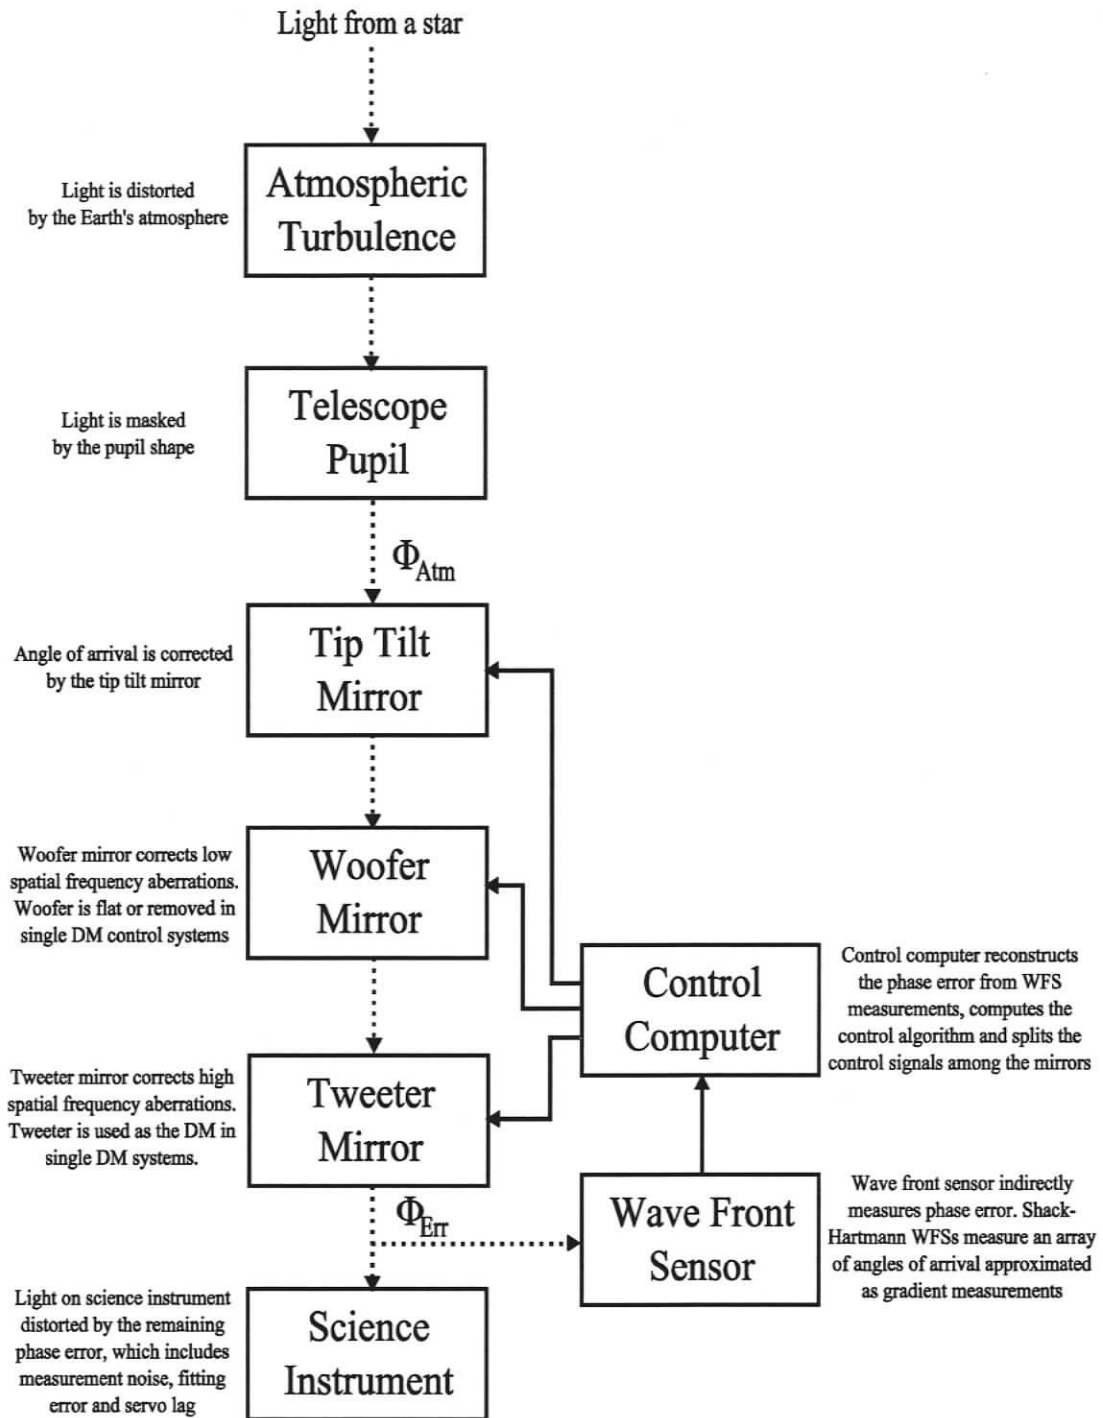 Light from a star
Light is distorted
by the Earth's atmosphere
Atmospheric
Turbulence
Light is masked
by the pupil shape
Telescope
Pupil
Φ_Atm
Angle of arrival is corrected
by the tip tilt mirror
Tip Tilt
Mirror
Woofer mirror corrects low
spatial frequency aberrations.
Woofer is flat or removed in
single DM control systems
Woofer
Mirror
Control
Computer
Control computer reconstructs
the phase error from WFS
measurements, computes the
control algorithm and splits the
control signals among the mirrors
Tweeter mirror corrects high
spatial frequency aberrations.
Tweeter is used as the DM in
single DM systems.
Tweeter
Mirror
Φ_Err
Wave Front
Sensor
Wave front sensor indirectly
measures phase error. Shack-
Hartmann WFSs measure an array
of angles of arrival approximated
as gradient measurements
Light on science instrument
distorted by the remaining
phase error, which includes
measurement noise, fitting
error and servo lag
Science
Instrument